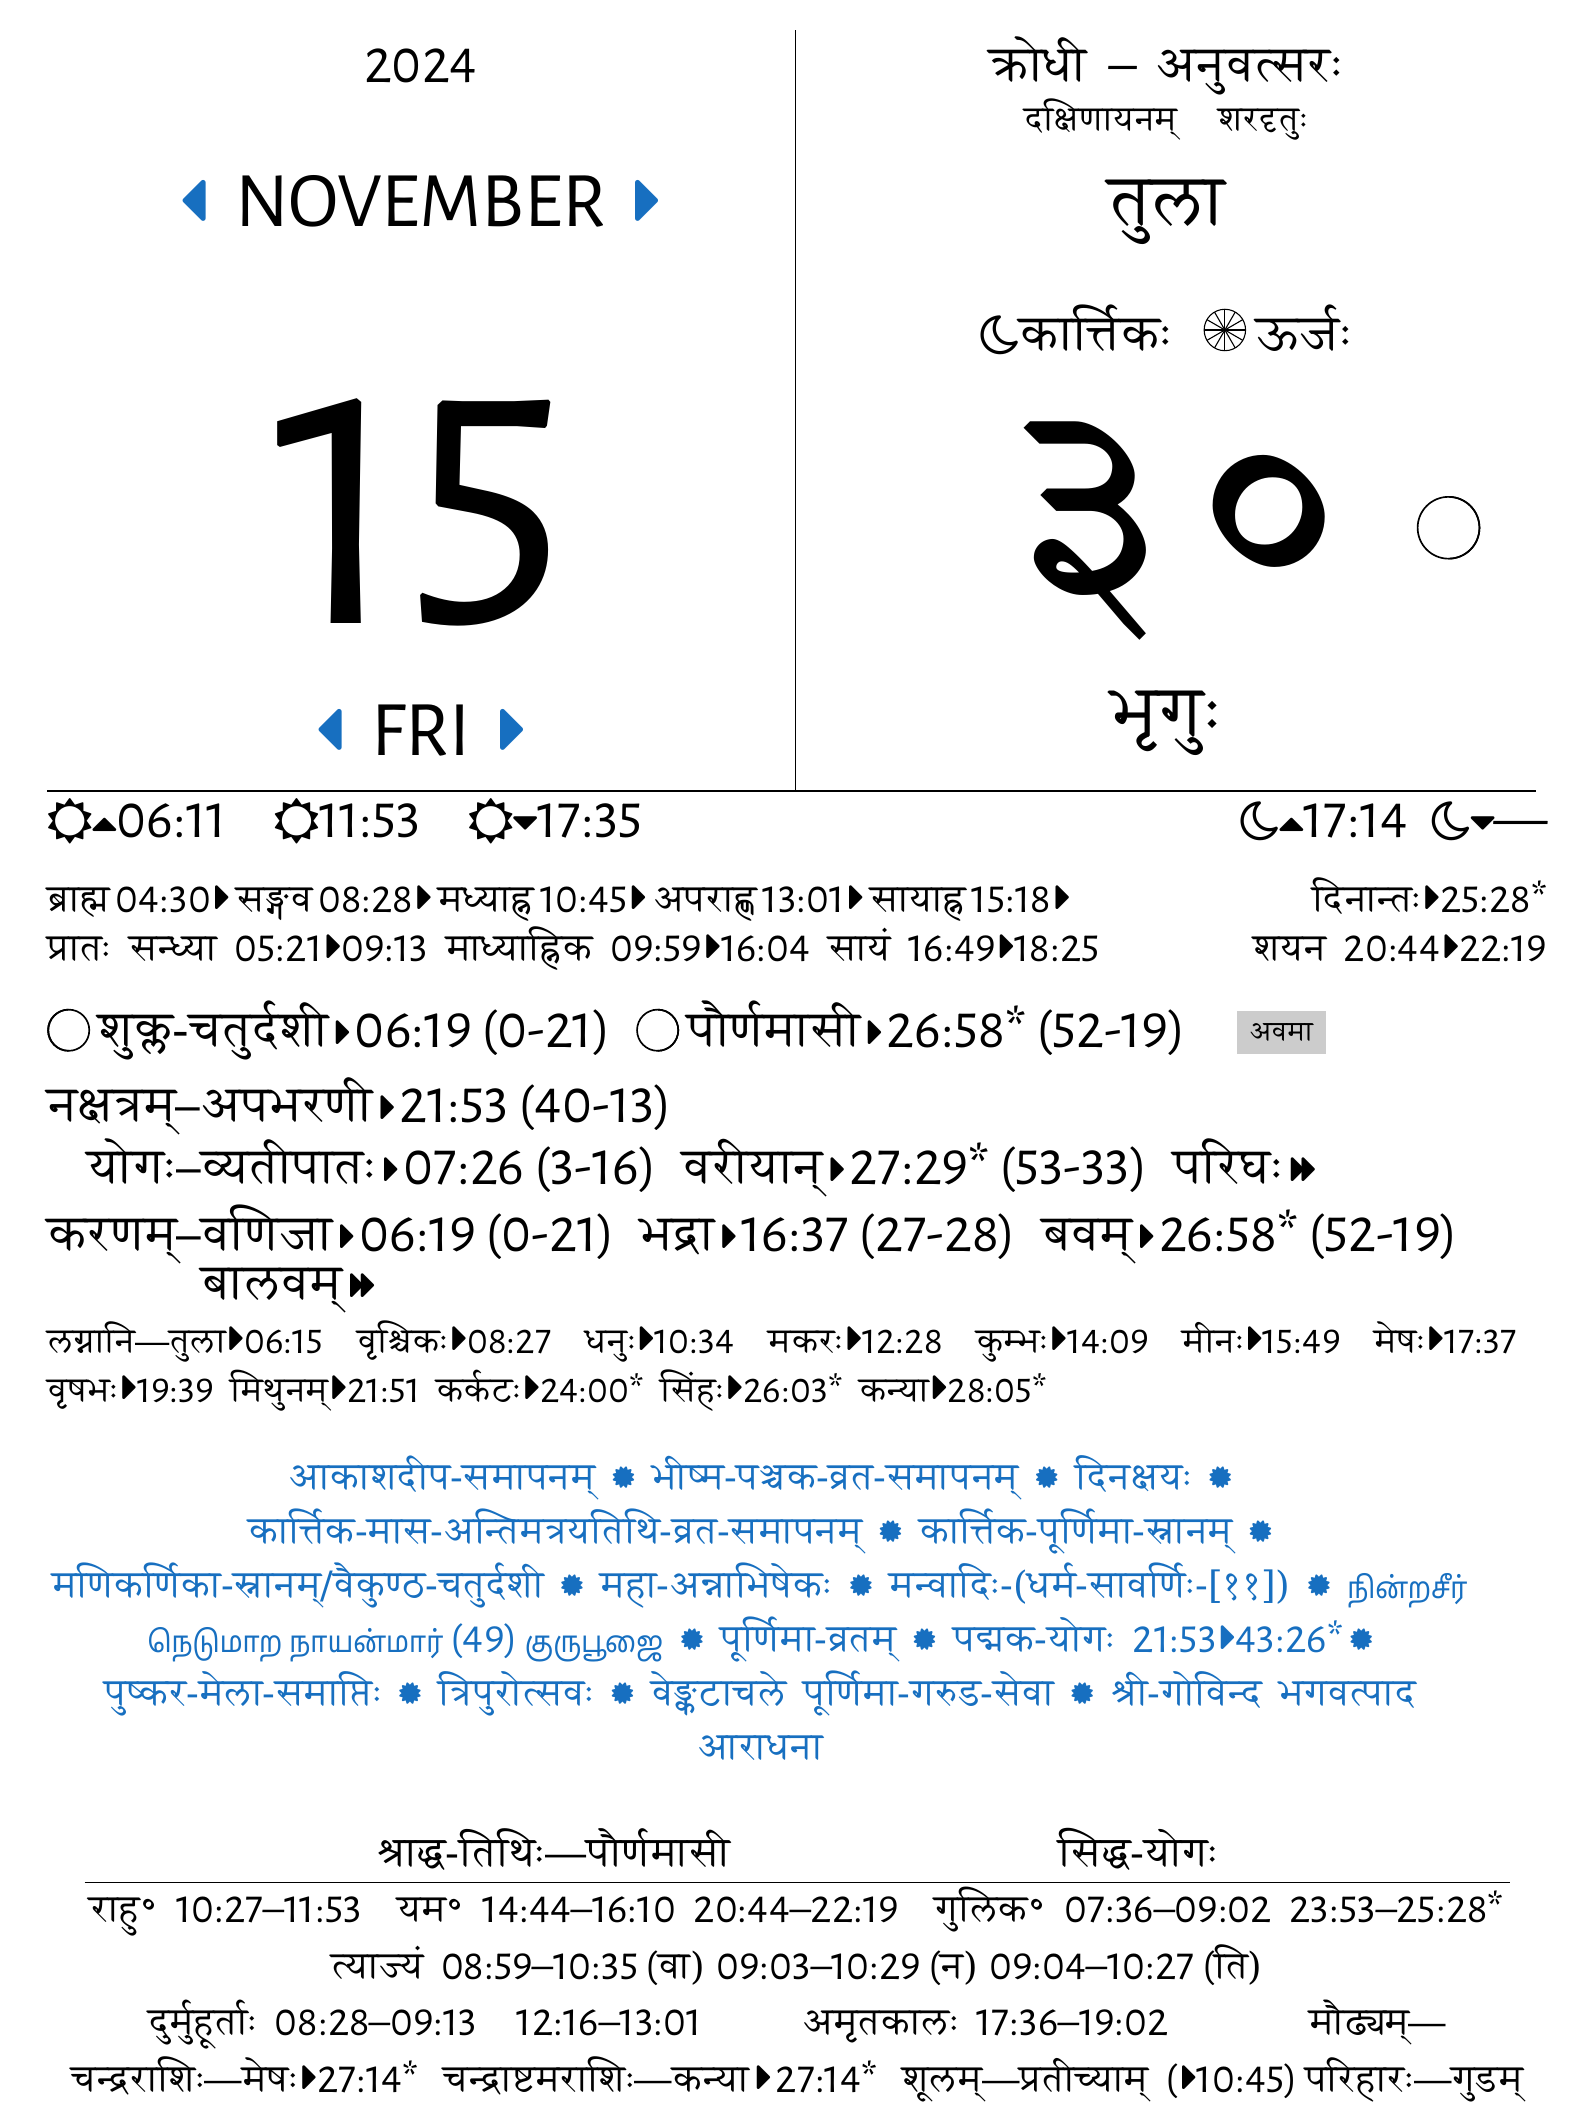 2024
NOVEMBER
15
FRI
क्रोधी – अनुवत्सरः
दक्षिणायनम् शरदृतुः
तुला
कार्त्तिकः ऊर्जः
३०
भृगुः
06:11 11:53 17:35 17:14 —
ब्राह्म 04:30 सङ्गव 08:28 मध्याह्न 10:45 अपराह्ण 13:01 सायाह्न 15:18 दिनान्तः 25:28*
प्रातः सन्ध्या 05:21 09:13 माध्याह्निक 09:59 16:04 सायं 16:49 18:25 शयन 20:44 22:19
शुक्ल-चतुर्दशी 06:19 (0-21) पौर्णमासी 26:58* (52-19) अवमा
नक्षत्रम्–अपभरणी 21:53 (40-13)
योगः–व्यतीपातः 07:26 (3-16) वरीयान् 27:29* (53-33) परिघः
करणम्–वणिजा 06:19 (0-21) भद्रा 16:37 (27-28) बवम् 26:58* (52-19)
बालवम्
लग्नानि—तुला 06:15 वृश्चिकः 08:27 धनुः 10:34 मकरः 12:28 कुम्भः 14:09 मीनः 15:49 मेषः 17:37
वृषभः 19:39 मिथुनम् 21:51 कर्कटः 24:00* सिंहः 26:03* कन्या 28:05*
आकाशदीप-समापनम् ✹ भीष्म-पञ्चक-व्रत-समापनम् ✹ दिनक्षयः ✹
कार्त्तिक-मास-अन्तिमत्रयतिथि-व्रत-समापनम् ✹ कार्त्तिक-पूर्णिमा-स्नानम् ✹
मणिकर्णिका-स्नानम्/वैकुण्ठ-चतुर्दशी ✹ महा-अन्नाभिषेकः ✹ मन्वादिः-(धर्म-सावर्णिः-[११]) ✹ நின்றசீர்
நெடுமாற நாயன்மார் (49) குருபூஜை ✹ पूर्णिमा-व्रतम् ✹ पद्मक-योगः 21:53 43:26* ✹
पुष्कर-मेला-समाप्तिः ✹ त्रिपुरोत्सवः ✹ वेङ्कटाचले पूर्णिमा-गरुड-सेवा ✹ श्री-गोविन्द भगवत्पाद
आराधना
श्राद्ध-तिथिः—पौर्णमासी सिद्ध-योगः
राहु॰ 10:27–11:53 यम॰ 14:44–16:10 20:44–22:19 गुलिक॰ 07:36–09:02 23:53–25:28*
त्याज्यं 08:59–10:35 (वा) 09:03–10:29 (न) 09:04–10:27 (ति)
दुर्मुहूर्ताः 08:28–09:13 12:16–13:01 अमृतकालः 17:36–19:02 मौढ्यम्—
चन्द्रराशिः—मेषः 27:14* चन्द्राष्टमराशिः—कन्या 27:14* शूलम्—प्रतीच्याम् ( 10:45) परिहारः—गुडम्